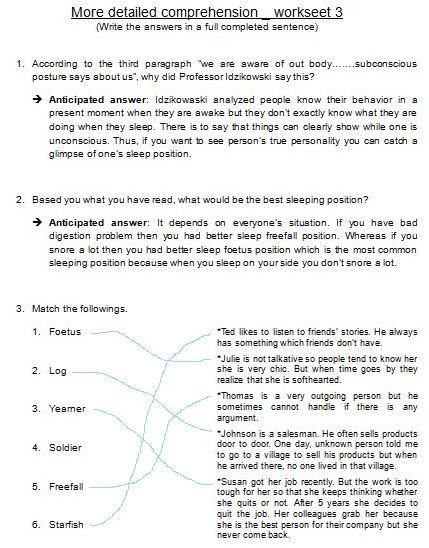 More detailed comprehension _ workseet 3
(Write the answers in a full completed sentence)
1. According to the third paragraph "we are aware of out body…….subconscious
posture says about us", why did Professor Idzikowski say this?
➔ Anticipated answer: Idzikowaski analyzed people know their behavior in a
present moment when they are awake but they don't exactly know what they are
doing when they sleep. There is to say that things can clearly show while one is
unconscious. Thus, if you want to see person's true personality you can catch a
glimpse of one's sleep position.
2. Based you what you have read, what would be the best sleeping position?
➔ Anticipated answer: It depends on everyone's situation. If you have bad
digestion problem then you had better sleep freefall position. Whereas if you
snore a lot then you had better sleep foetus position which is the most common
sleeping position because when you sleep on your side you don't snore a lot.
3. Match the followings.
1. Foetus
2. Log
3. Yearner
4. Soldier
5. Freefall
6. Starfish
*Ted likes to listen to friends' stories. He always
has something which friends don't have.
*Julie is not talkative so people tend to know her
she is very chic. But when time goes by they
realize that she is softhearted.
*Thomas is a very outgoing person but he
sometimes cannot handle if there is any
argument.
*Johnson is a salesman. He often sells products
door to door. One day, unknown person told me
to go to a village to sell his products but when
he arrived there, no one lived in that village.
*Susan got her job recently. But the work is too
tough for her so that she keeps thinking whether
she quits or not. After 5 years she decides to
quit the job. Her colleagues grab her because
she is the best person for their company but she
never come back.